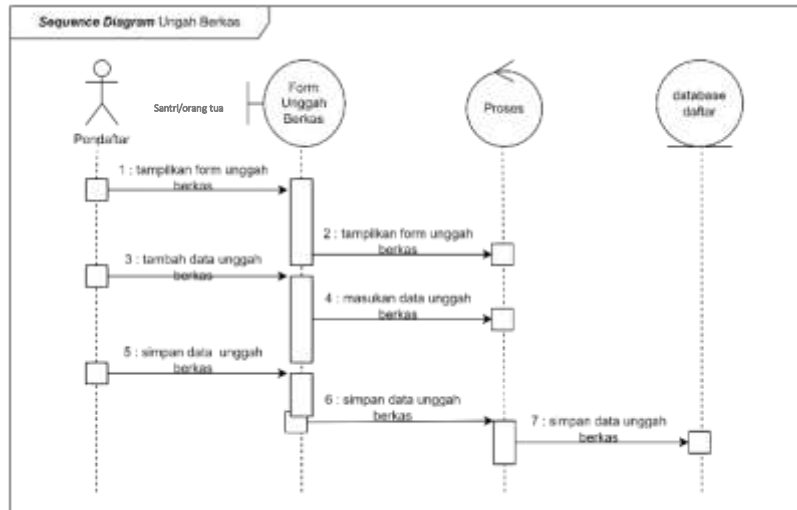 Sequence Diagram Ungah Berkas
Santri/orang tua
Pendaftar
Form
Unggah
Berkas
Proses
database
daftar
1 : tampilkan form unggah
berkas
2 : tampilkan form unggah
berkas
3 : tambah data unggah
berkas
4 : masukan data unggah
berkas
5 : simpan data unggah
berkas
6 : simpan data unggah
berkas
7 : simpan data unggah
berkas